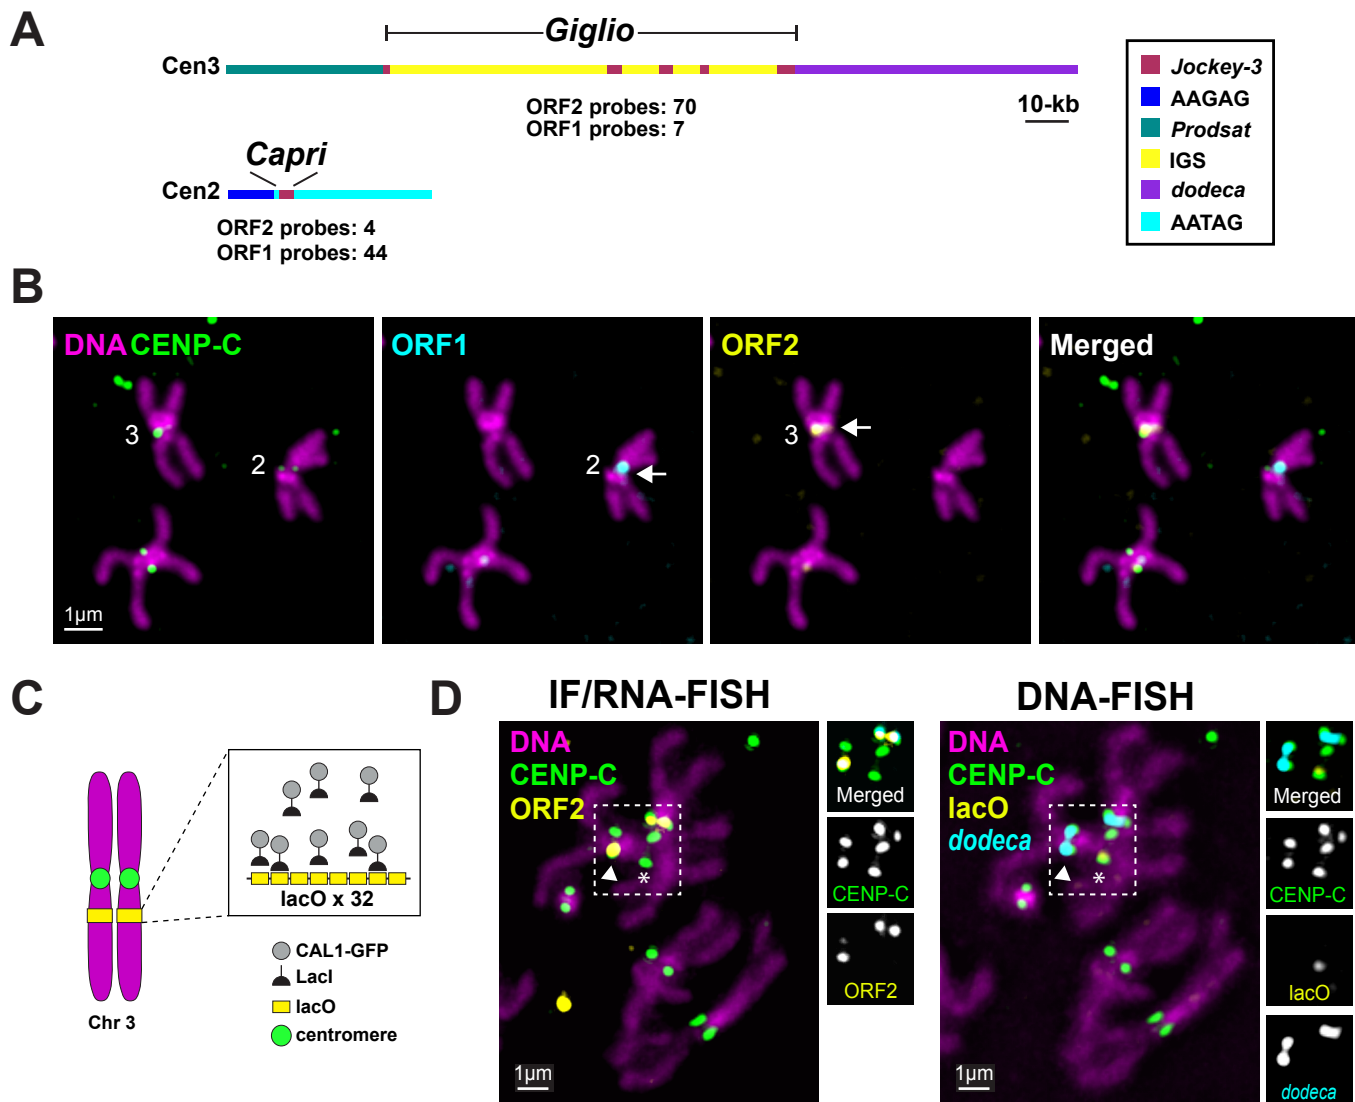 A
Giglio
Cen3
ORF2 probes: 70
ORF1 probes: 7
10-kb
Capri
Cen2
ORF2 probes: 4
ORF1 probes: 44
Jockey-3
AAGAG
Prodsat
IGS
dodeca
AATAG
B
DNA CENP-C
3
2
1µm
ORF1
2
ORF2
3
Merged
C
lacO x 32
CAL1-GFP
LacI
lacO
centromere
Chr 3
D
IF/RNA-FISH
DNA
CENP-C
ORF2
*
1µm
Merged
CENP-C
ORF2
DNA-FISH
DNA
CENP-C
lacO
dodeca
*
1µm
Merged
CENP-C
lacO
dodeca